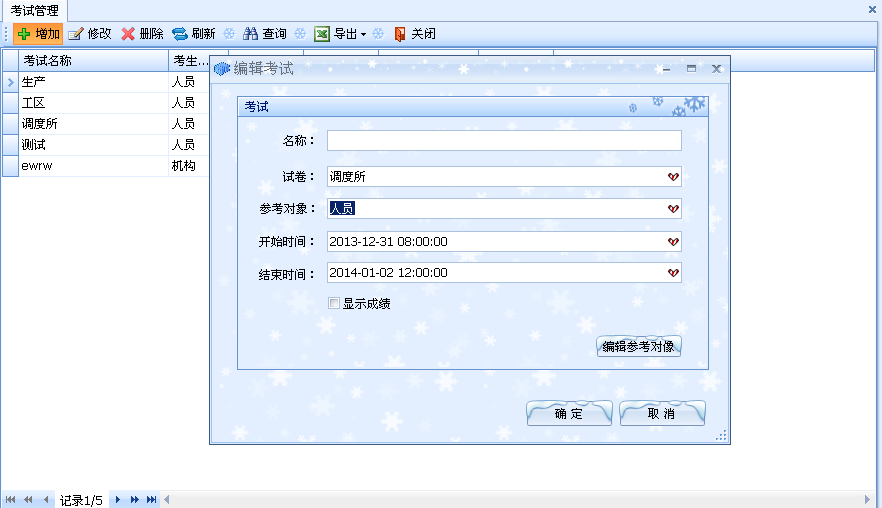 考试管理
增加 修改 删除 刷新 查询 导出 关闭
考试名称 考生...
生产 人员
工区 人员
调度所 人员
测试 人员
ewrw 机构
编辑考试
考试
名称：
试卷： 调度所
参考对象： 人员
开始时间： 2013-12-31 08:00:00
结束时间： 2014-01-02 12:00:00
显示成绩
编辑参考对像
确 定 取 消
记录1/5